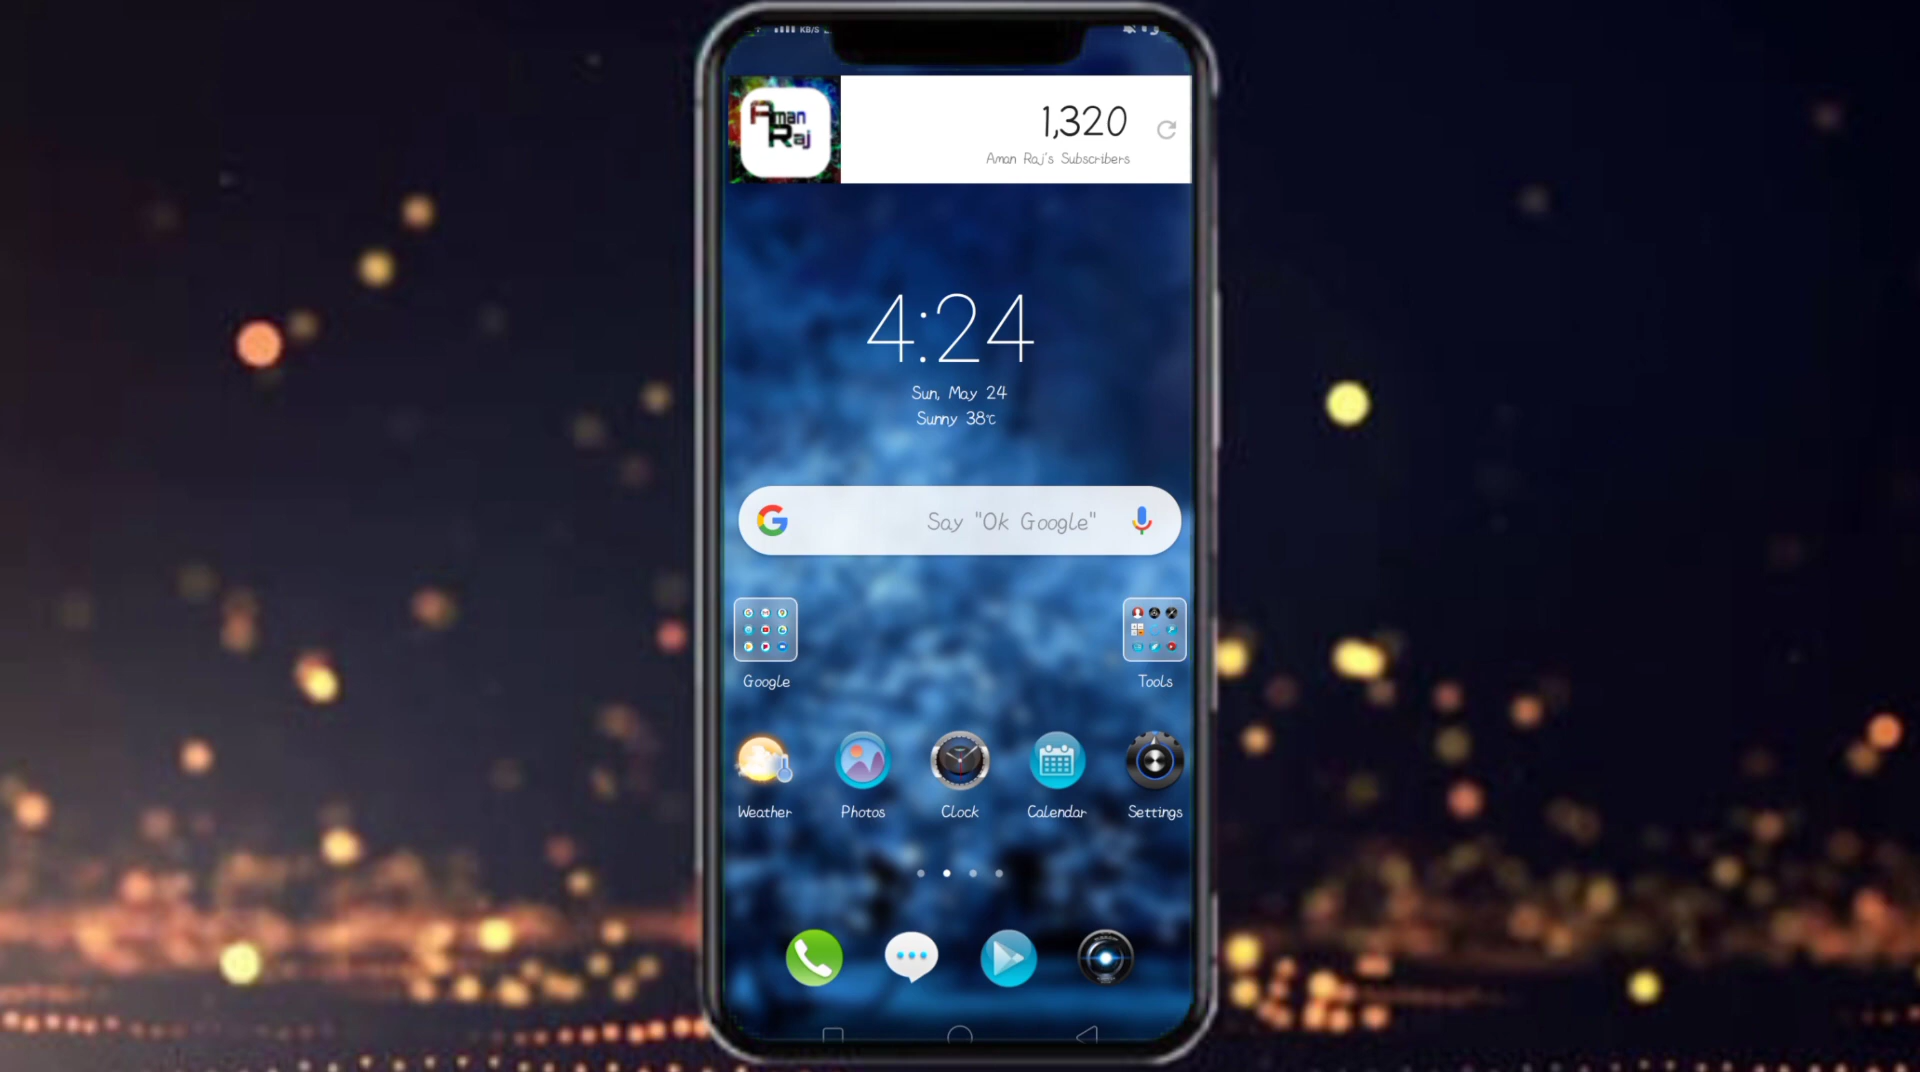 KB/S
Aman
Raj
1,320
Aman Raj's Subscribers
4:24
Sun, May 24
Sunny 38°C
Say "Ok Google"
Google
Tools
Weather
Photos
Clock
Calendar
Settings